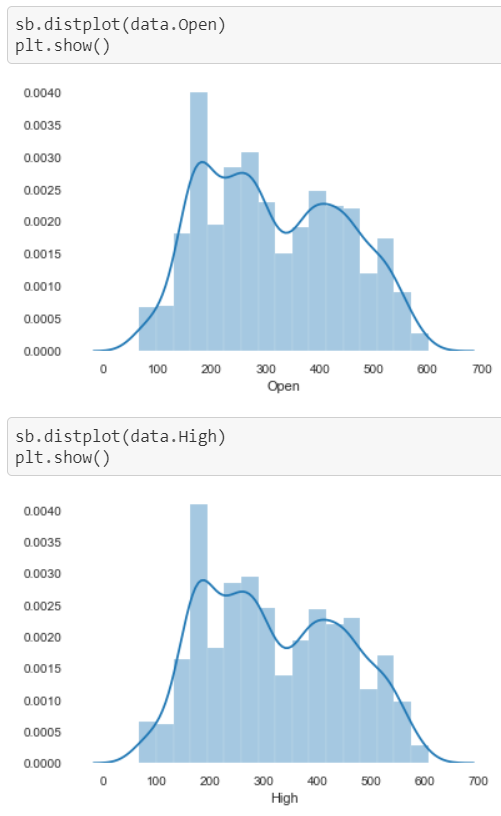 sb.distplot(data.Open)
plt.show()
0.0040
0.0035
0.0030
0.0025
0.0020
0.0015
0.0010
0.0005
0.0000
0 100 200 300 400 500 600 700
Open
sb.distplot(data.High)
plt.show()
0.0040
0.0035
0.0030
0.0025
0.0020
0.0015
0.0010
0.0005
0.0000
0 100 200 300 400 500 600 700
High